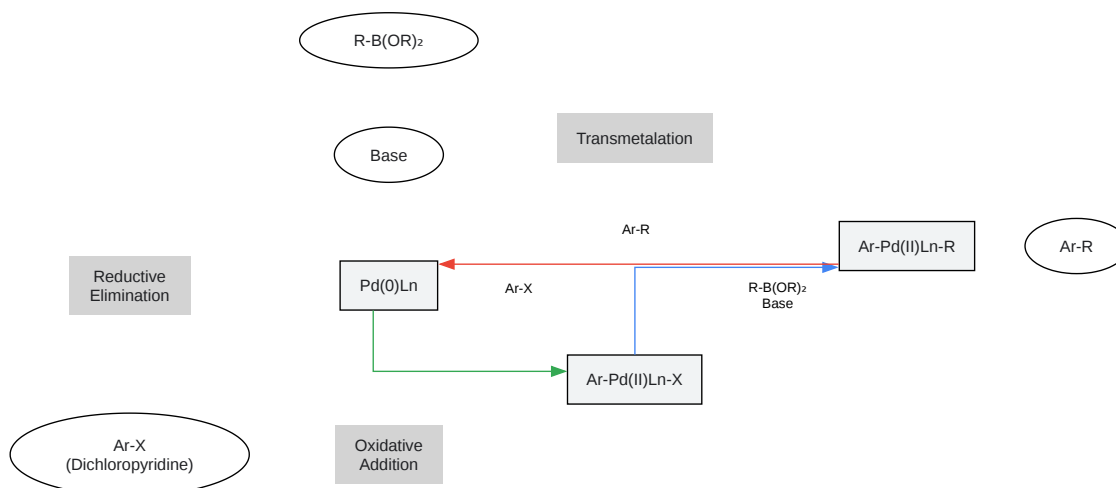 R-B(OR)₂
Transmetalation
Base
Ar-R
Ar-Pd(II)Ln-R
Ar-R
Reductive
Elimination
Pd(0)Ln
Ar-X
R-B(OR)₂
Base
Ar-Pd(II)Ln-X
Ar-X
(Dichloropyridine)
Oxidative
Addition